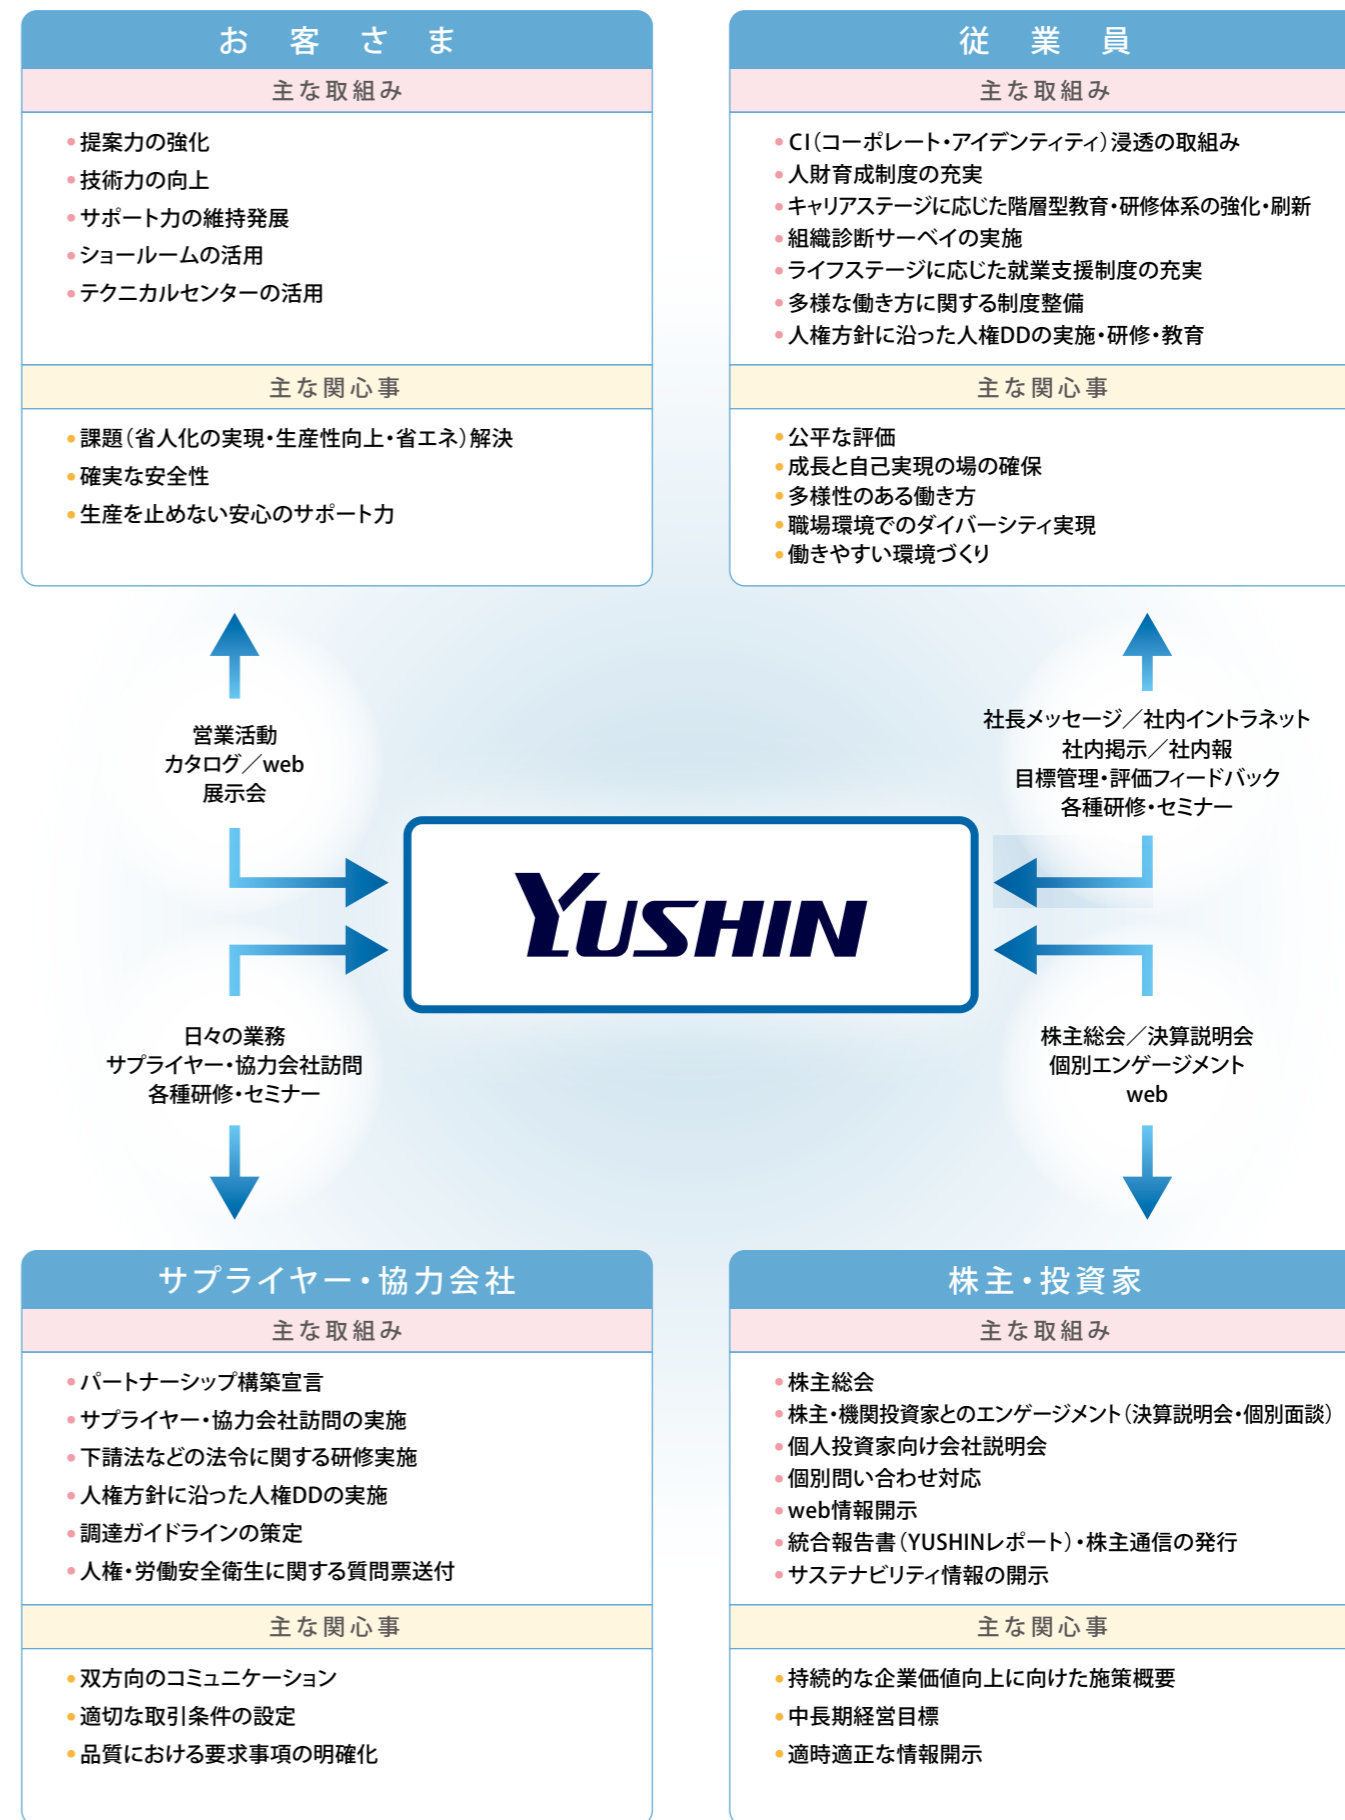 お客さま
主な取組み
• 提案力の強化
• 技術力の向上
• サポート力の維持発展
• ショールームの活用
• テクニカルセンターの活用
主な関心事
• 課題（省人化の実現・生産性向上・省エネ）解決
• 確実な安全性
• 生産を止めない安心のサポート力
従業員
主な取組み
• CI（コーポレート・アイデンティティ）浸透の取組み
• 人財育成制度の充実
• キャリアステージに応じた階層型教育・研修体系の強化・刷新
• 組織診断サーベイの実施
• ライフステージに応じた就業支援制度の充実
• 多様な働き方に関する制度整備
• 人権方針に沿った人権DDの実施・研修・教育
主な関心事
• 公平な評価
• 成長と自己実現の場の確保
• 多様性のある働き方
• 職場環境でのダイバーシティ実現
• 働きやすい環境づくり
営業活動
カタログ／web
展示会
社長メッセージ／社内イントラネット
社内掲示／社内報
目標管理・評価フィードバック
各種研修・セミナー
YUSHIN
日々の業務
サプライヤー・協力会社訪問
各種研修・セミナー
株主総会／決算説明会
個別エンゲージメント
web
サプライヤー・協力会社
主な取組み
• パートナーシップ構築宣言
• サプライヤー・協力会社訪問の実施
• 下請法などの法令に関する研修実施
• 人権方針に沿った人権DDの実施
• 調達ガイドラインの策定
• 人権・労働安全衛生に関する質問票送付
主な関心事
• 双方向のコミュニケーション
• 適切な取引条件の設定
• 品質における要求事項の明確化
株主・投資家
主な取組み
• 株主総会
• 株主・機関投資家とのエンゲージメント（決算説明会・個別面談）
• 個人投資家向け会社説明会
• 個別問い合わせ対応
• web情報開示
• 統合報告書（YUSHINレポート）・株主通信の発行
• サステナビリティ情報の開示
主な関心事
• 持続的な企業価値向上に向けた施策概要
• 中長期経営目標
• 適時適正な情報開示